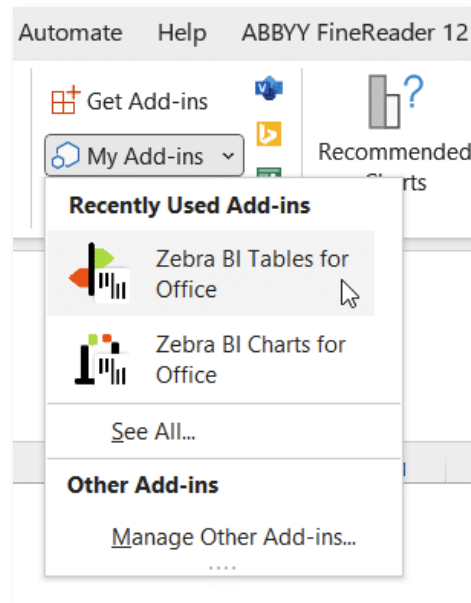 Automate Help ABBYY FineReader 12
Get Add-ins
My Add-ins
Recommended
Recently Used Add-ins
Zebra BI Tables for
Office
Zebra BI Charts for
Office
See All...
Other Add-ins
Manage Other Add-ins...